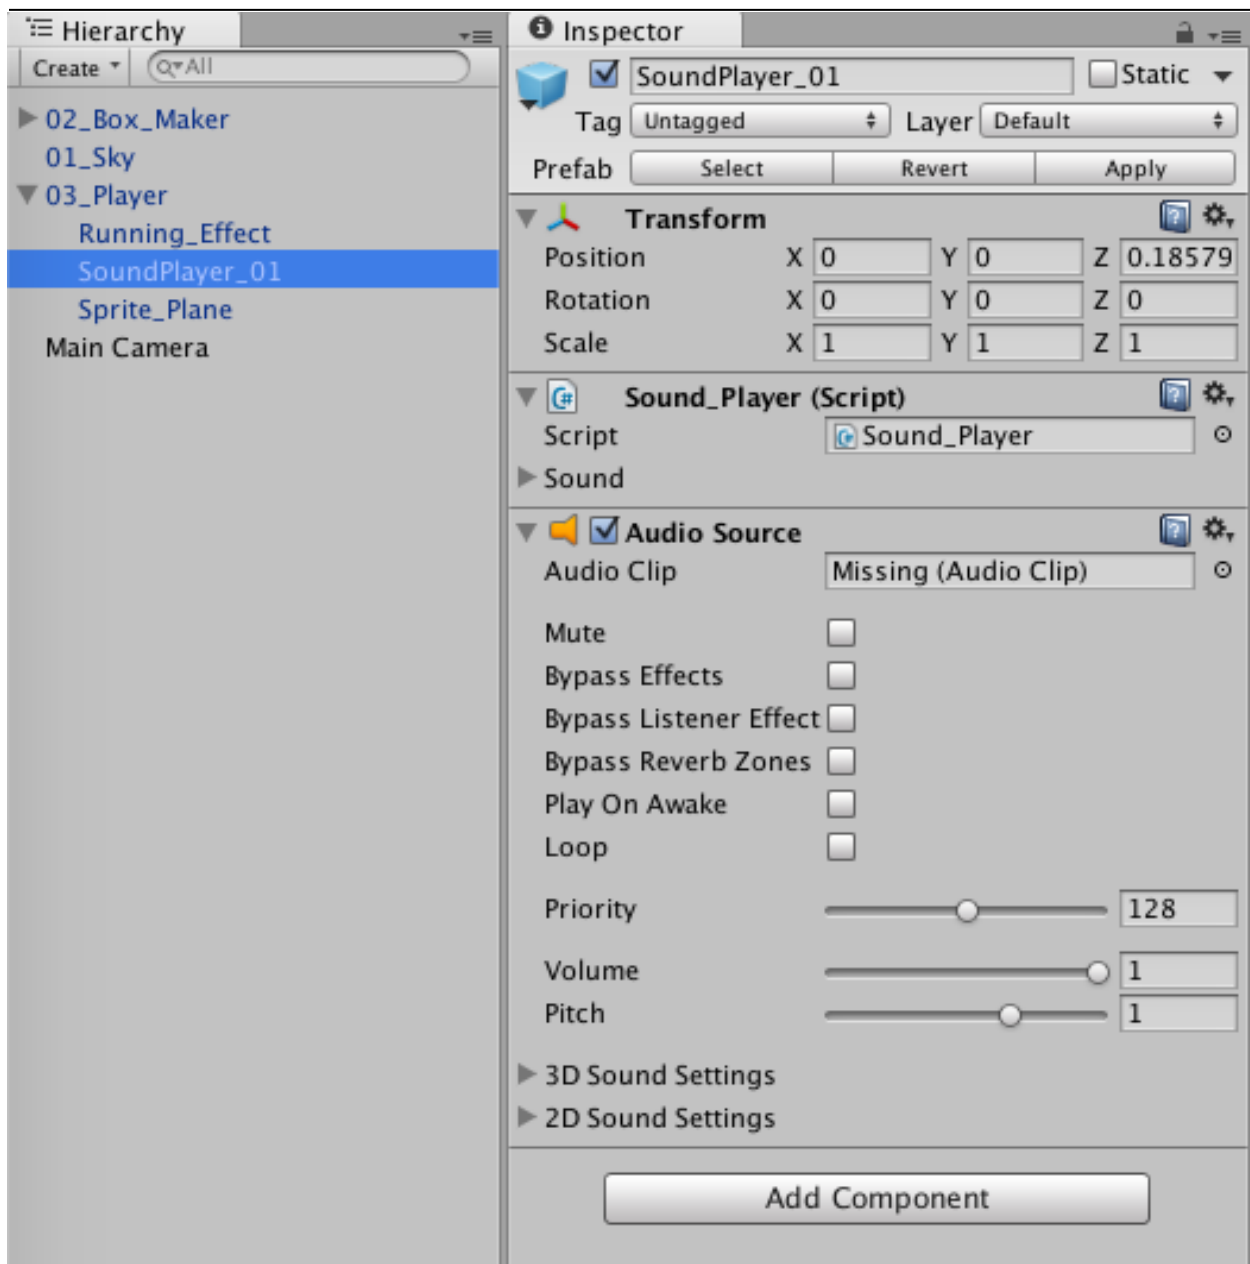 Hierarchy
Create
All
02_Box_Maker
01_Sky
03_Player
Running_Effect
SoundPlayer_01
Sprite_Plane
Main Camera
Inspector
SoundPlayer_01 Static
Tag Untagged Layer Default
Prefab Select Revert Apply
Transform
Position X 0 Y 0 Z 0.18579
Rotation X 0 Y 0 Z 0
Scale X 1 Y 1 Z 1
Sound_Player (Script)
Script Sound_Player
Sound
Audio Source
Audio Clip Missing (Audio Clip)
Mute
Bypass Effects
Bypass Listener Effect
Bypass Reverb Zones
Play On Awake
Loop
Priority 128
Volume 1
Pitch 1
3D Sound Settings
2D Sound Settings
Add Component